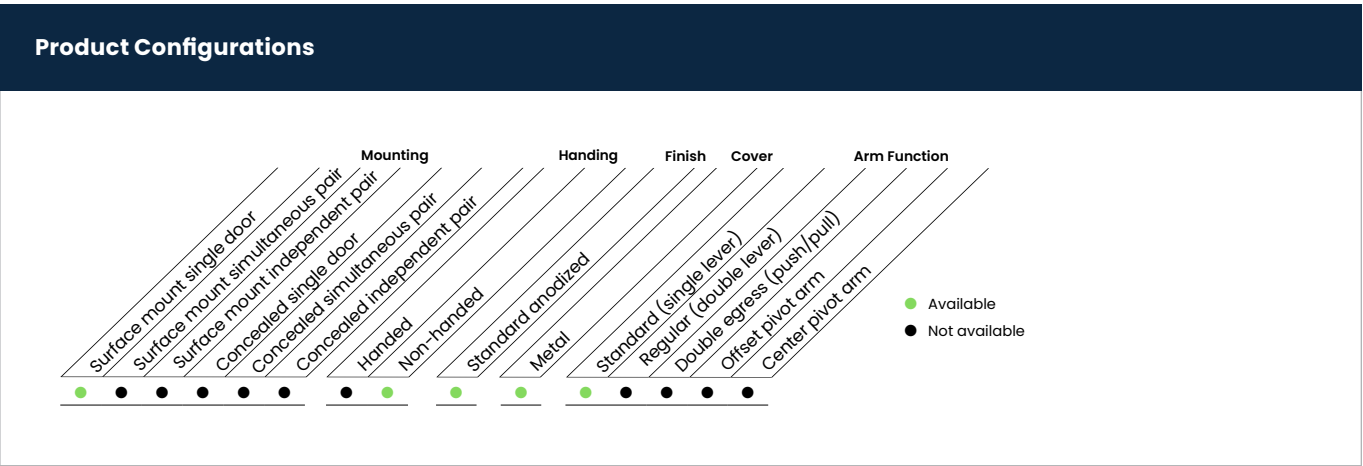 Product Configurations
Mounting
Handing
Finish
Cover
Arm Function
Surface mount single door
Surface mount simultaneous pair
Surface mount independent pair
Concealed single door
Concealed simultaneous pair
Concealed independent pair
Handed
Non-handed
Standard anodized
Metal
Standard (single lever)
Regular (double lever)
Double egress (push/pull)
Offset pivot arm
Center pivot arm
Available
Not available